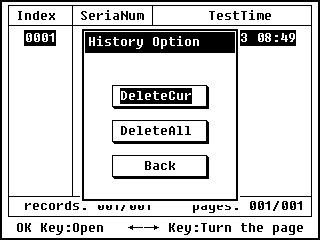 Index SeriaNum TestTime
0001 3 08:49
History Option
DeleteCur
DeleteAll
Back
records: 001/001 pages: 001/001
OK Key:Open ←→ Key:Turn the page